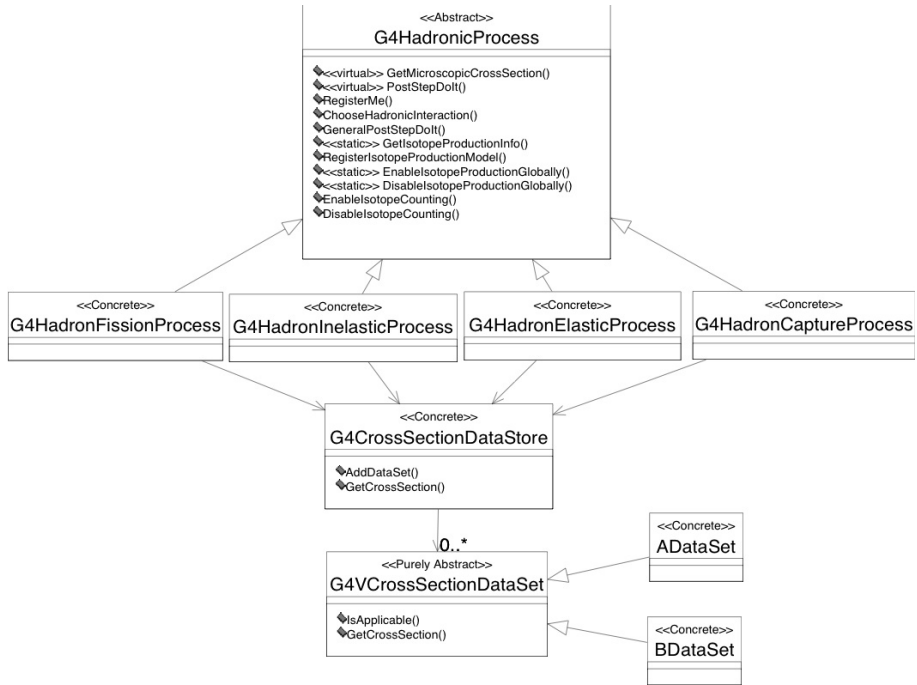 <<Abstract>>
G4HadronicProcess
<<virtual>> GetMicroscopicCrossSection()
<<virtual>> PostStepDoIt()
RegisterMe()
ChooseHadronicInteraction()
GeneralPostStepDoIt()
<<static>> GetIsotopeProductionInfo()
RegisterIsotopeProductionModel()
<<static>> EnableIsotopeProductionGlobally()
<<static>> DisableIsotopeProductionGlobally()
EnableIsotopeCounting()
DisableIsotopeCounting()
<<Concrete>>
G4HadronFissionProcess
<<Concrete>>
G4HadronInelasticProcess
<<Concrete>>
G4HadronElasticProcess
<<Concrete>>
G4HadronCaptureProcess
<<Concrete>>
G4CrossSectionDataStore
AddDataSet()
GetCrossSection()
0..*
<<Purely Abstract>>
G4VCrossSectionDataSet
IsApplicable()
GetCrossSection()
<<Concrete>>
ADataSet
<<Concrete>>
BDataSet